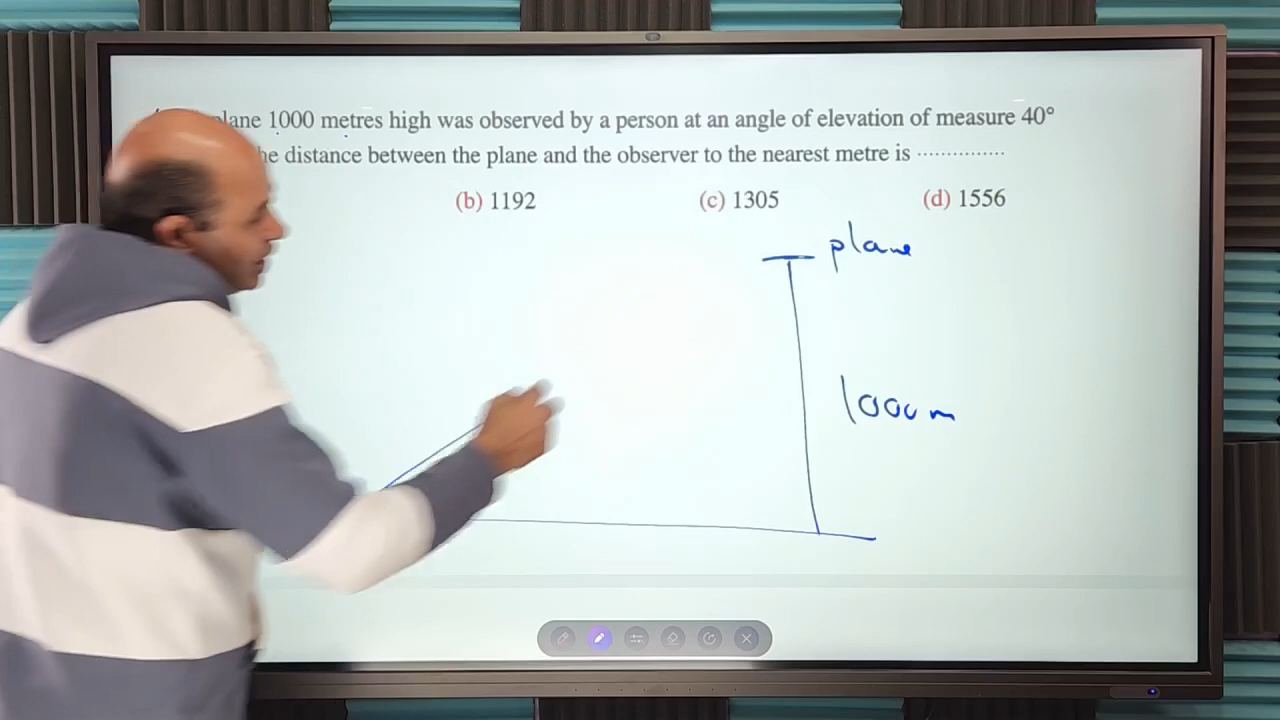 plane 1000 metres high was observed by a person at an angle of elevation of measure 40°
distance between the plane and the observer to the nearest metre is ...............
(b) 1192 (c) 1305 (d) 1556
plane
1000 m